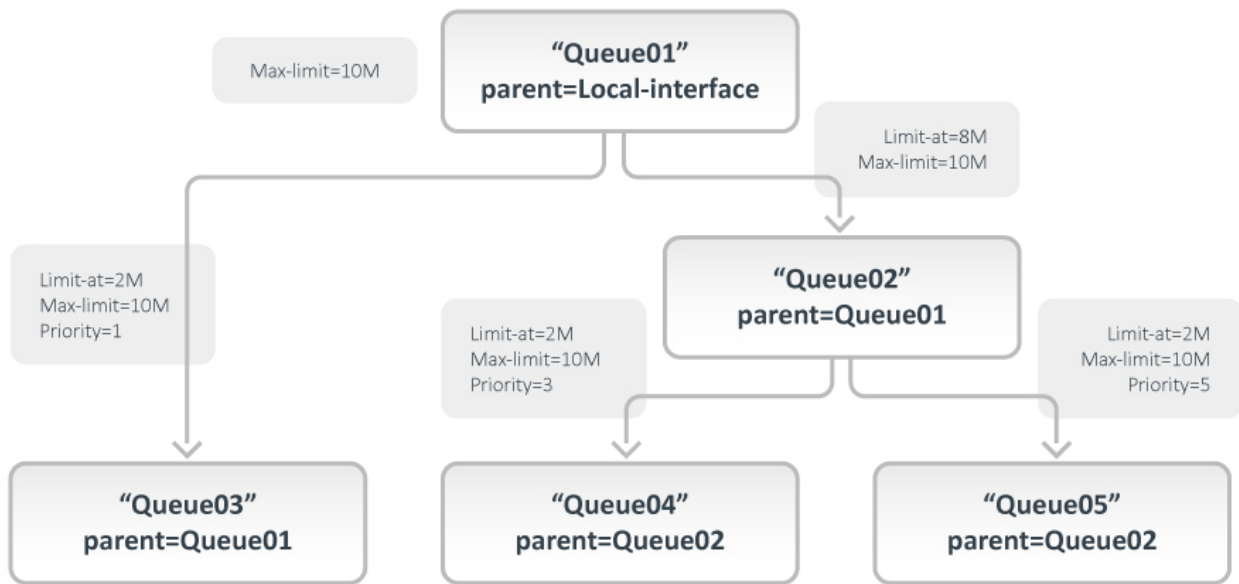 “Queue01”
parent=Local-interface
Max-limit=10M
Limit-at=8M
Max-limit=10M
“Queue02”
parent=Queue01
Limit-at=2M
Max-limit=10M
Priority=1
Limit-at=2M
Max-limit=10M
Priority=3
Limit-at=2M
Max-limit=10M
Priority=5
“Queue03”
parent=Queue01
“Queue04”
parent=Queue02
“Queue05”
parent=Queue02